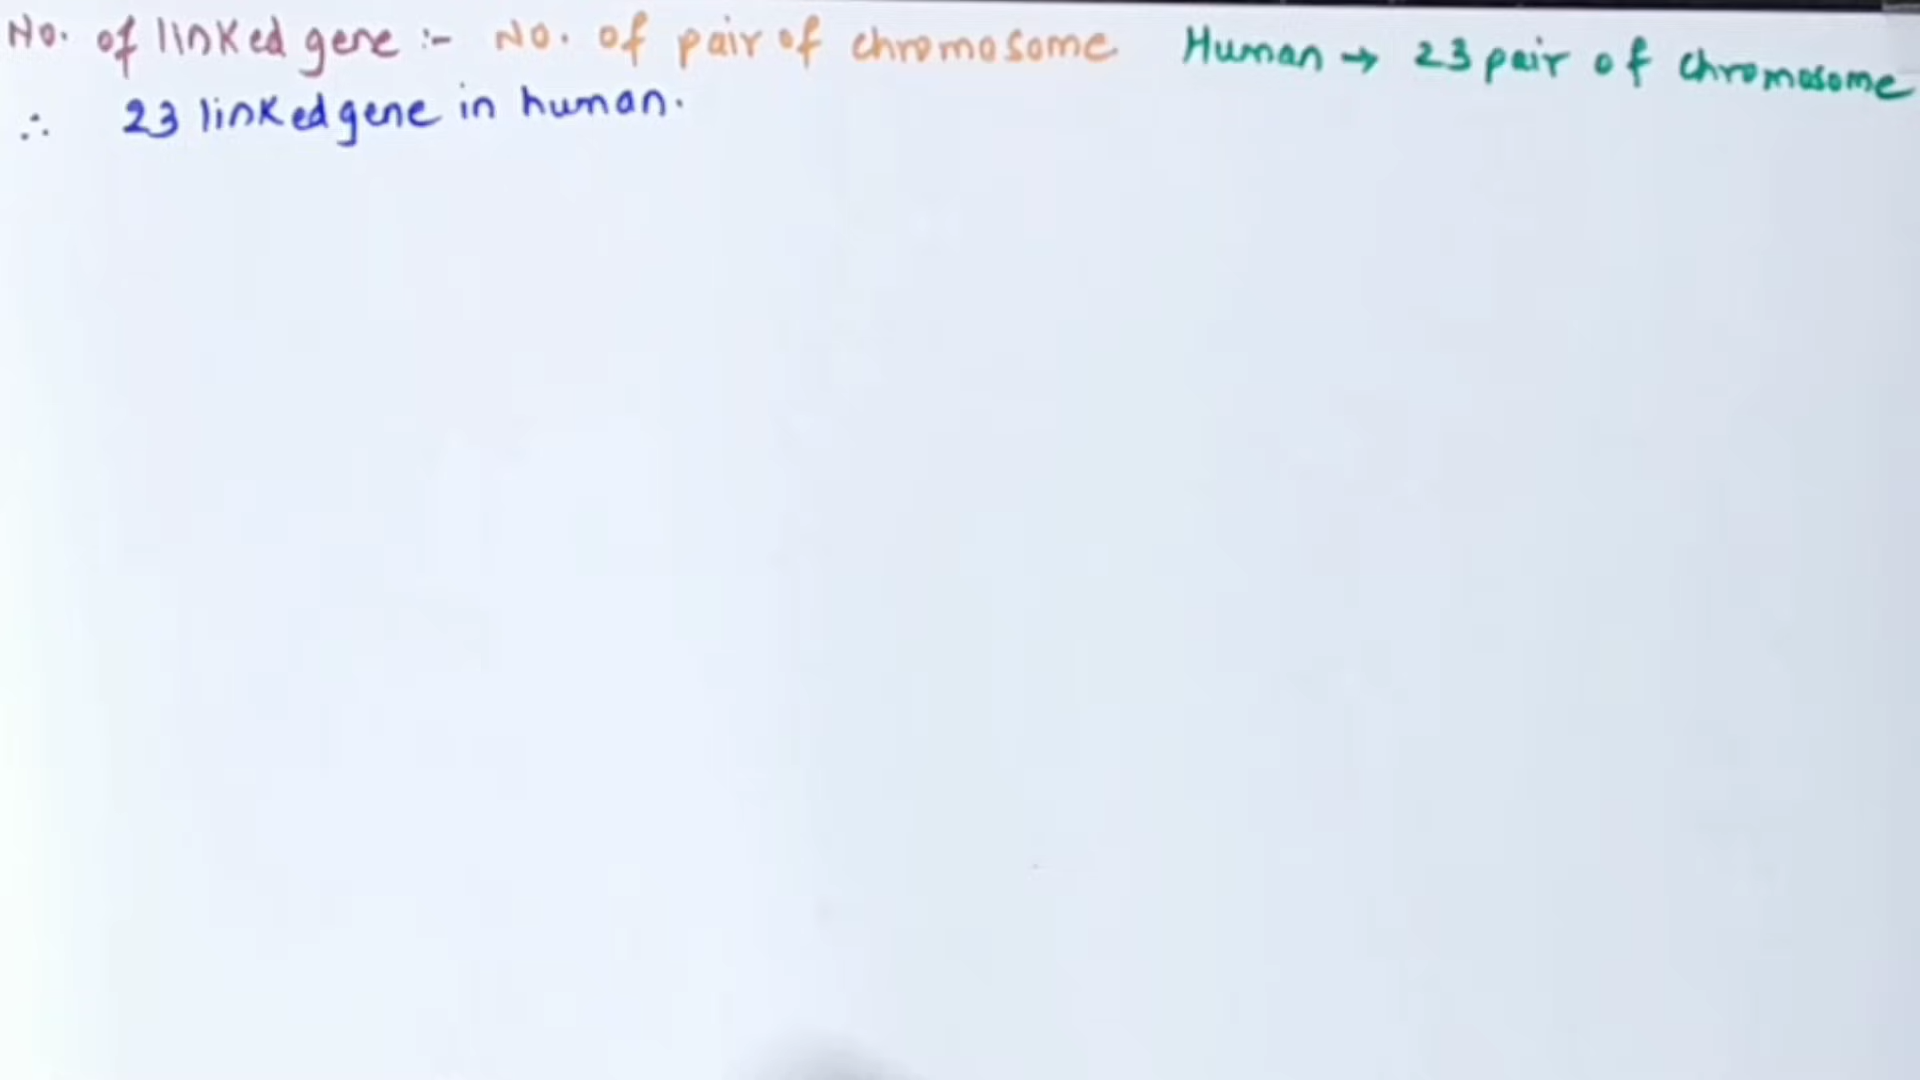 No. of linked gene :- No. of pair of chromosome Human → 23 pair of chromosome
∴ 23 linked gene in human.